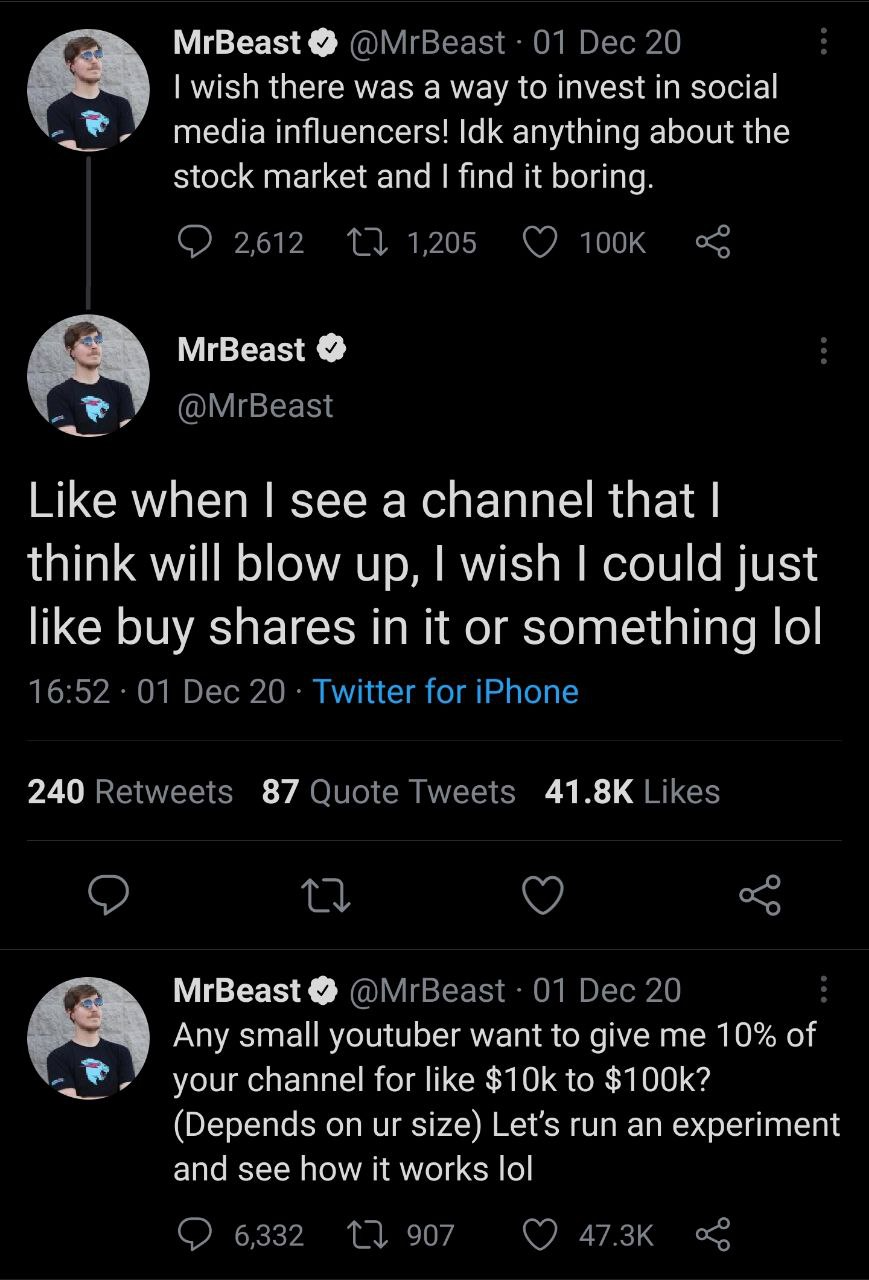 MrBeast @MrBeast · 01 Dec 20
I wish there was a way to invest in social
media influencers! Idk anything about the
stock market and I find it boring.
2,612 1,205 100K
MrBeast
@MrBeast
Like when I see a channel that I
think will blow up, I wish I could just
like buy shares in it or something lol
16:52 · 01 Dec 20 · Twitter for iPhone
240 Retweets 87 Quote Tweets 41.8K Likes
MrBeast @MrBeast · 01 Dec 20
Any small youtuber want to give me 10% of
your channel for like $10k to $100k?
(Depends on ur size) Let’s run an experiment
and see how it works lol
6,332 907 47.3K